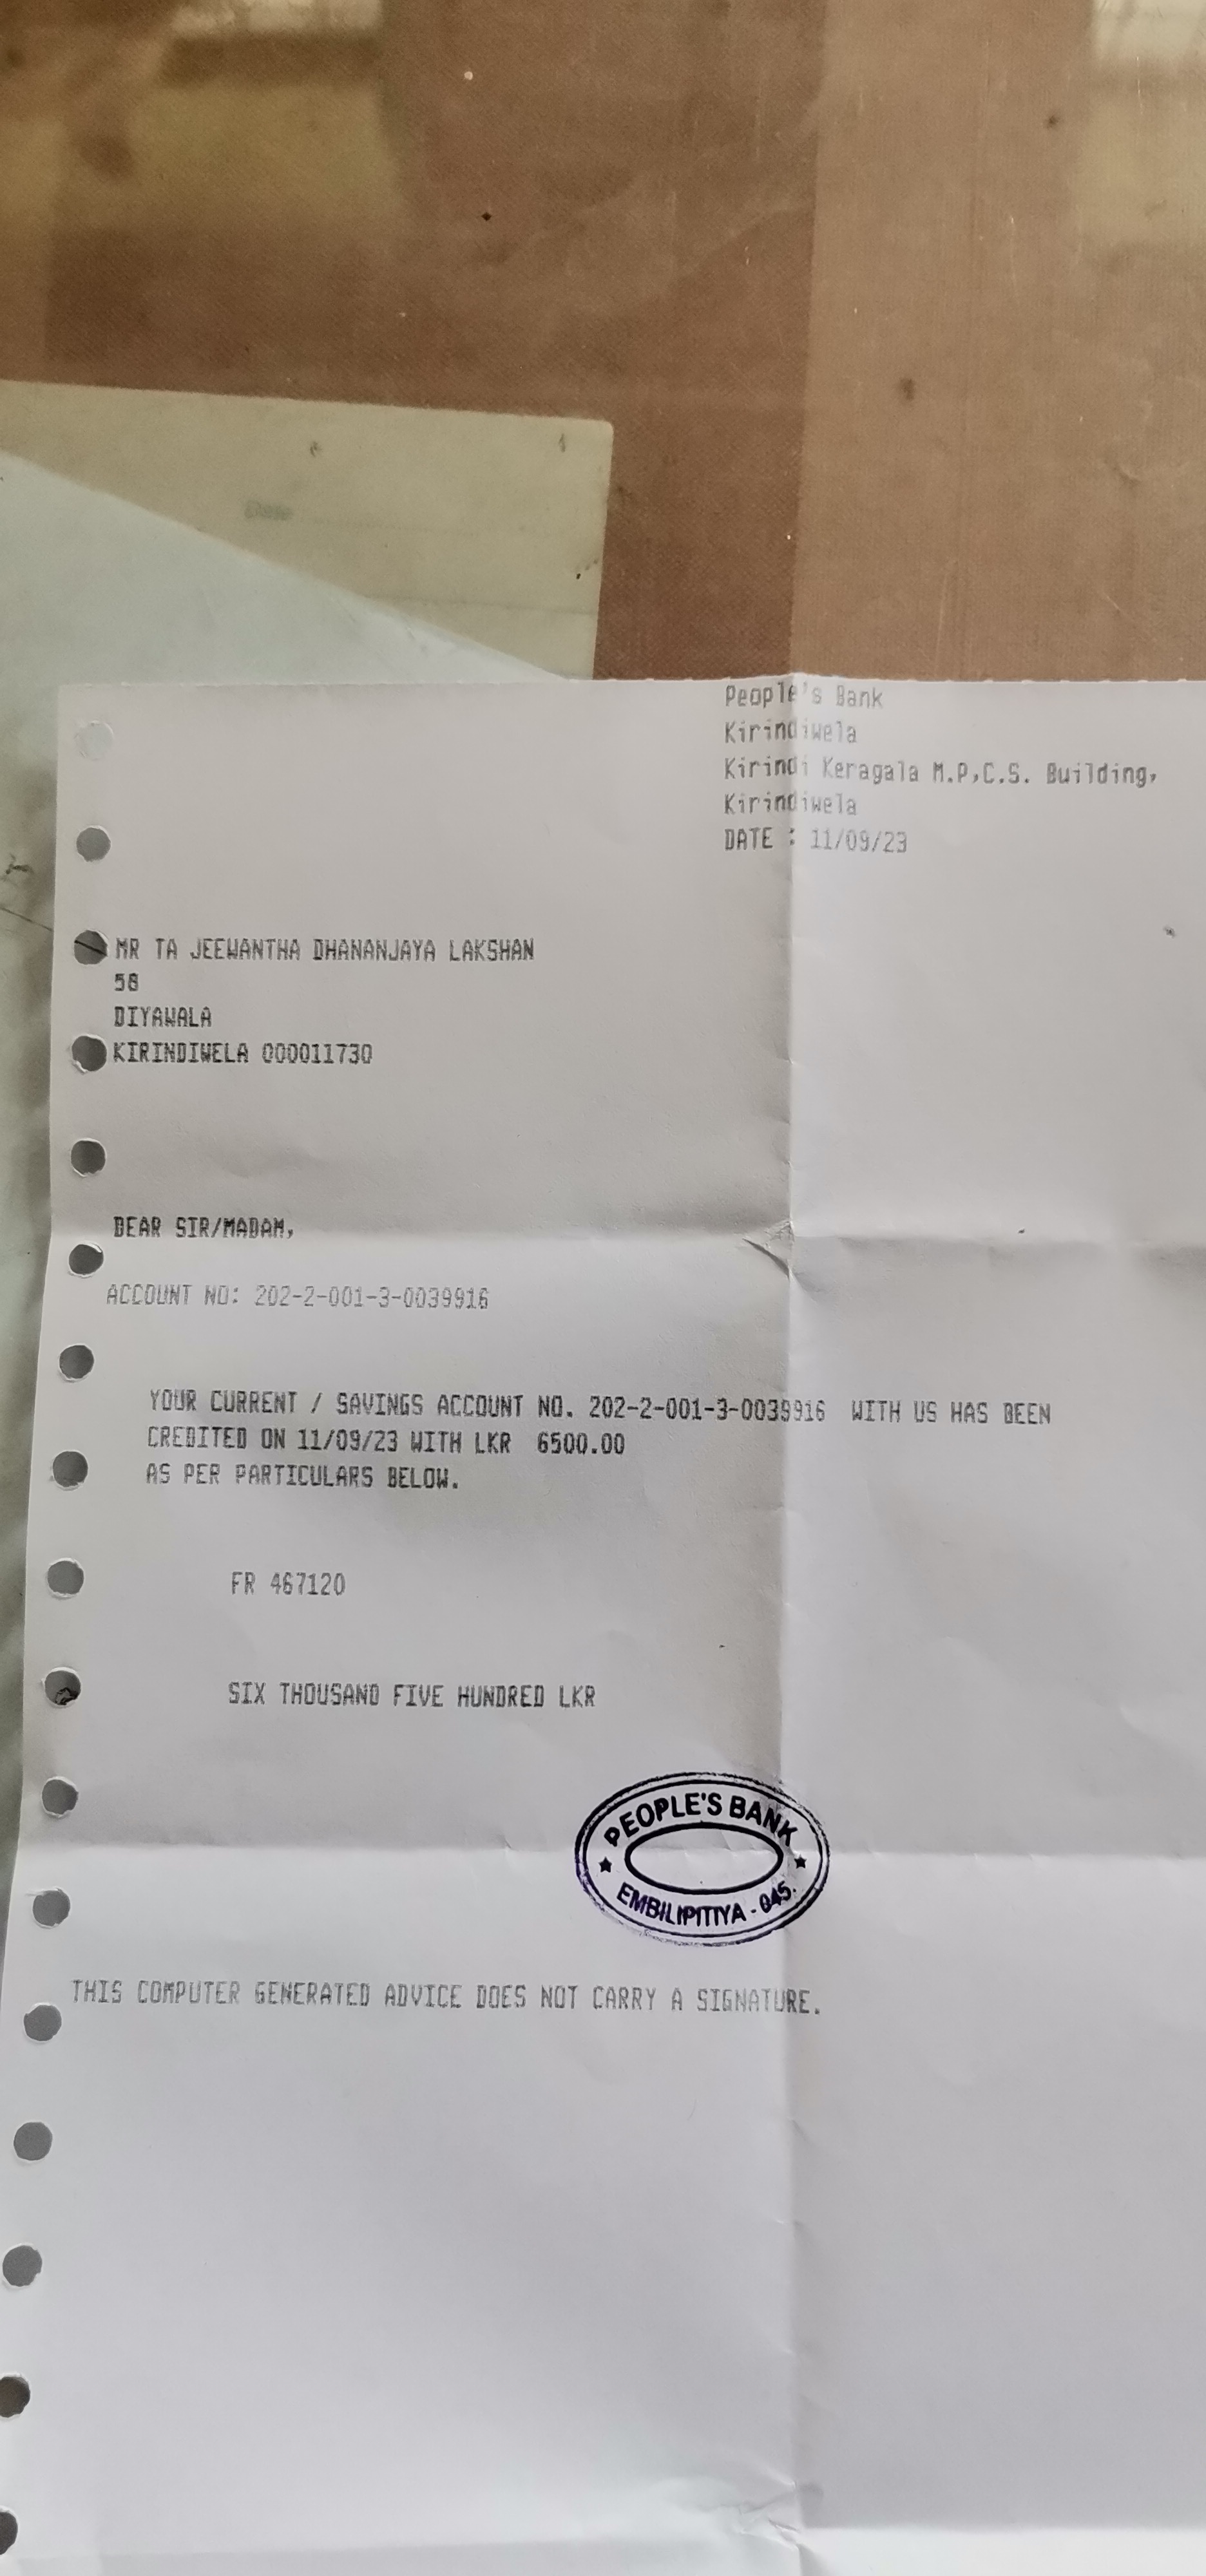 Date
People's Bank
Kirindiwela
Kirindi Keragala M.P,C.S. Building,
Kirindiwela
DATE : 11/09/23
MR TA JEEWANTHA DHANANJAYA LAKSHAN
58
DIYAWALA
KIRINDIWELA 000011730
DEAR SIR/MADAM,
ACCOUNT NO: 202-2-001-3-0039916
YOUR CURRENT / SAVINGS ACCOUNT NO. 202-2-001-3-0039916 WITH US HAS BEEN
CREDITED ON 11/09/23 WITH LKR 6500.00
AS PER PARTICULARS BELOW.
FR 467120
SIX THOUSAND FIVE HUNDRED LKR
PEOPLE'S BANK
EMBILIPITIYA - 045.
THIS COMPUTER GENERATED ADVICE DOES NOT CARRY A SIGNATURE.